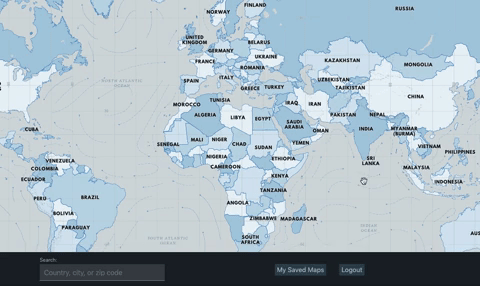 FINLAND
NORWAY
RUSSIA
UNITED
KINGDOM
BELARUS
GERMANY
UKRAINE
FRANCE
KAZAKHSTAN
MONGOLIA
ROMANIA
ITALY
SPAIN
UZBEKISTAN
GREECE
TURKEY
TAJIKISTAN
NORTH ATLANTIC
OCEAN
CHINA
TUNISIA
MOROCCO
IRAQ
IRAN
ALGERIA
LIBYA
EGYPT
PAKISTAN
NEPAL
SAUDI
ARABIA
CUBA
OMAN
INDIA
MYANMAR
(BURMA)
MALI
NIGER
CHAD
SUDAN
YEMEN
SENEGAL
VIETNAM
PHILIPPINES
NIGERIA
ETHIOPIA
SRI
LANKA
VENEZUELA
COLOMBIA
CAMEROON
MALAYSIA
ECUADOR
KENYA
INDONESIA
TANZANIA
PERU
BRAZIL
ANGOLA
BOLIVIA
ZIMBABWE
MADAGASCAR
PARAGUAY
INDIAN
OCEAN
AUS
SOUTH ATLANTIC
OCEAN
SOUTH
AFRICA
Search:
Country, city, or zip code
My Saved Maps
Logout